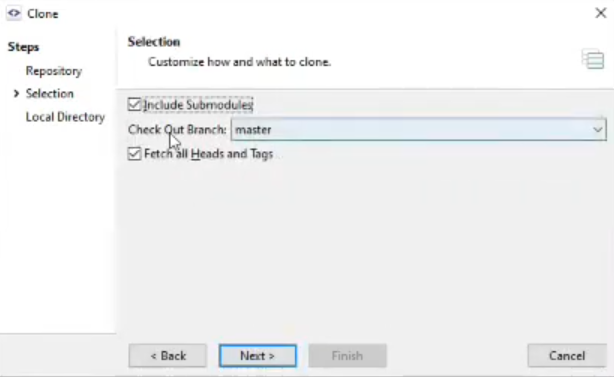 Clone
Steps
Repository
Selection
Local Directory
Selection
Customize how and what to clone.
Include Submodules
Check Out Branch: master
Fetch all Heads and Tags
< Back Next > Finish Cancel